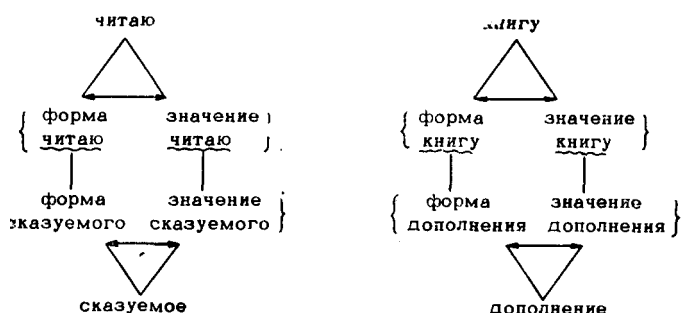 читаю
форма значение
читаю читаю
форма значение
сказуемого сказуемого
сказуемое
книгу
форма значение
книгу книгу
форма значение
дополнения дополнения
дополнение